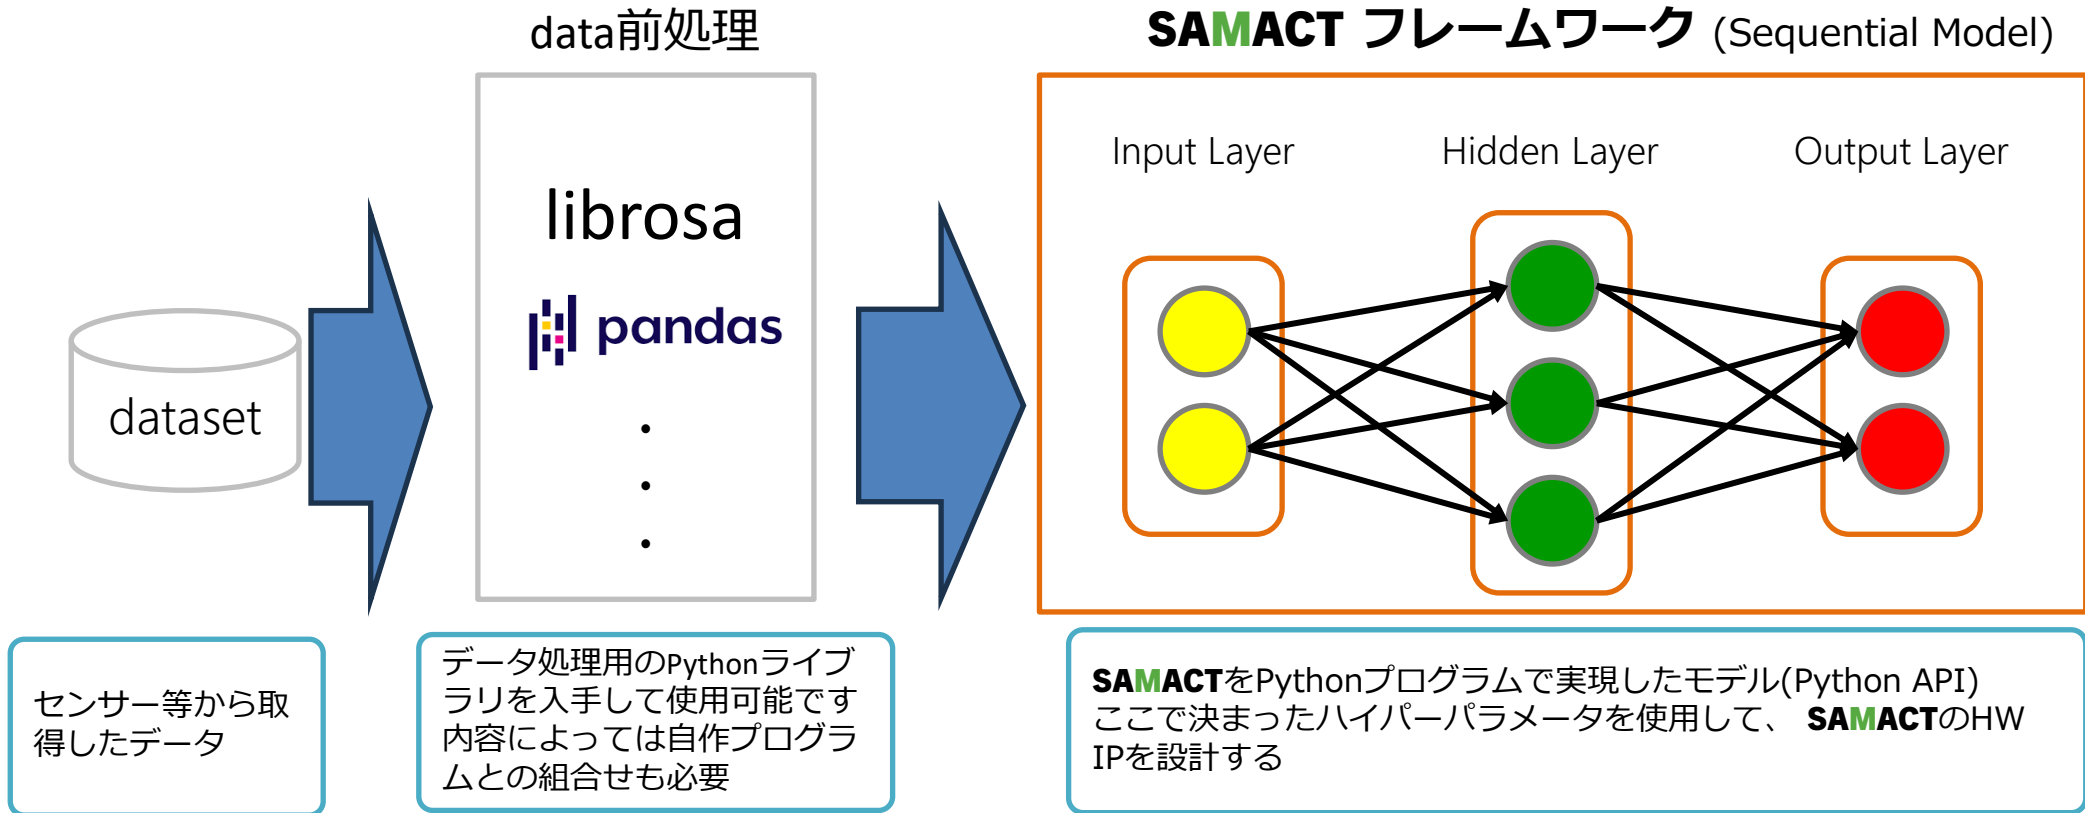 data前処理
SAMACT フレームワーク (Sequential Model)
dataset
librosa
pandas
・
・
・
Input Layer
Hidden Layer
Output Layer
センサー等から取
得したデータ
データ処理用のPythonライブ
ラリを入手して使用可能です
内容によっては自作プログラ
ムとの組合せも必要
SAMACTをPythonプログラムで実現したモデル(Python API)
ここで決まったハイパーパラメータを使用して、 SAMACTのHW
IPを設計する